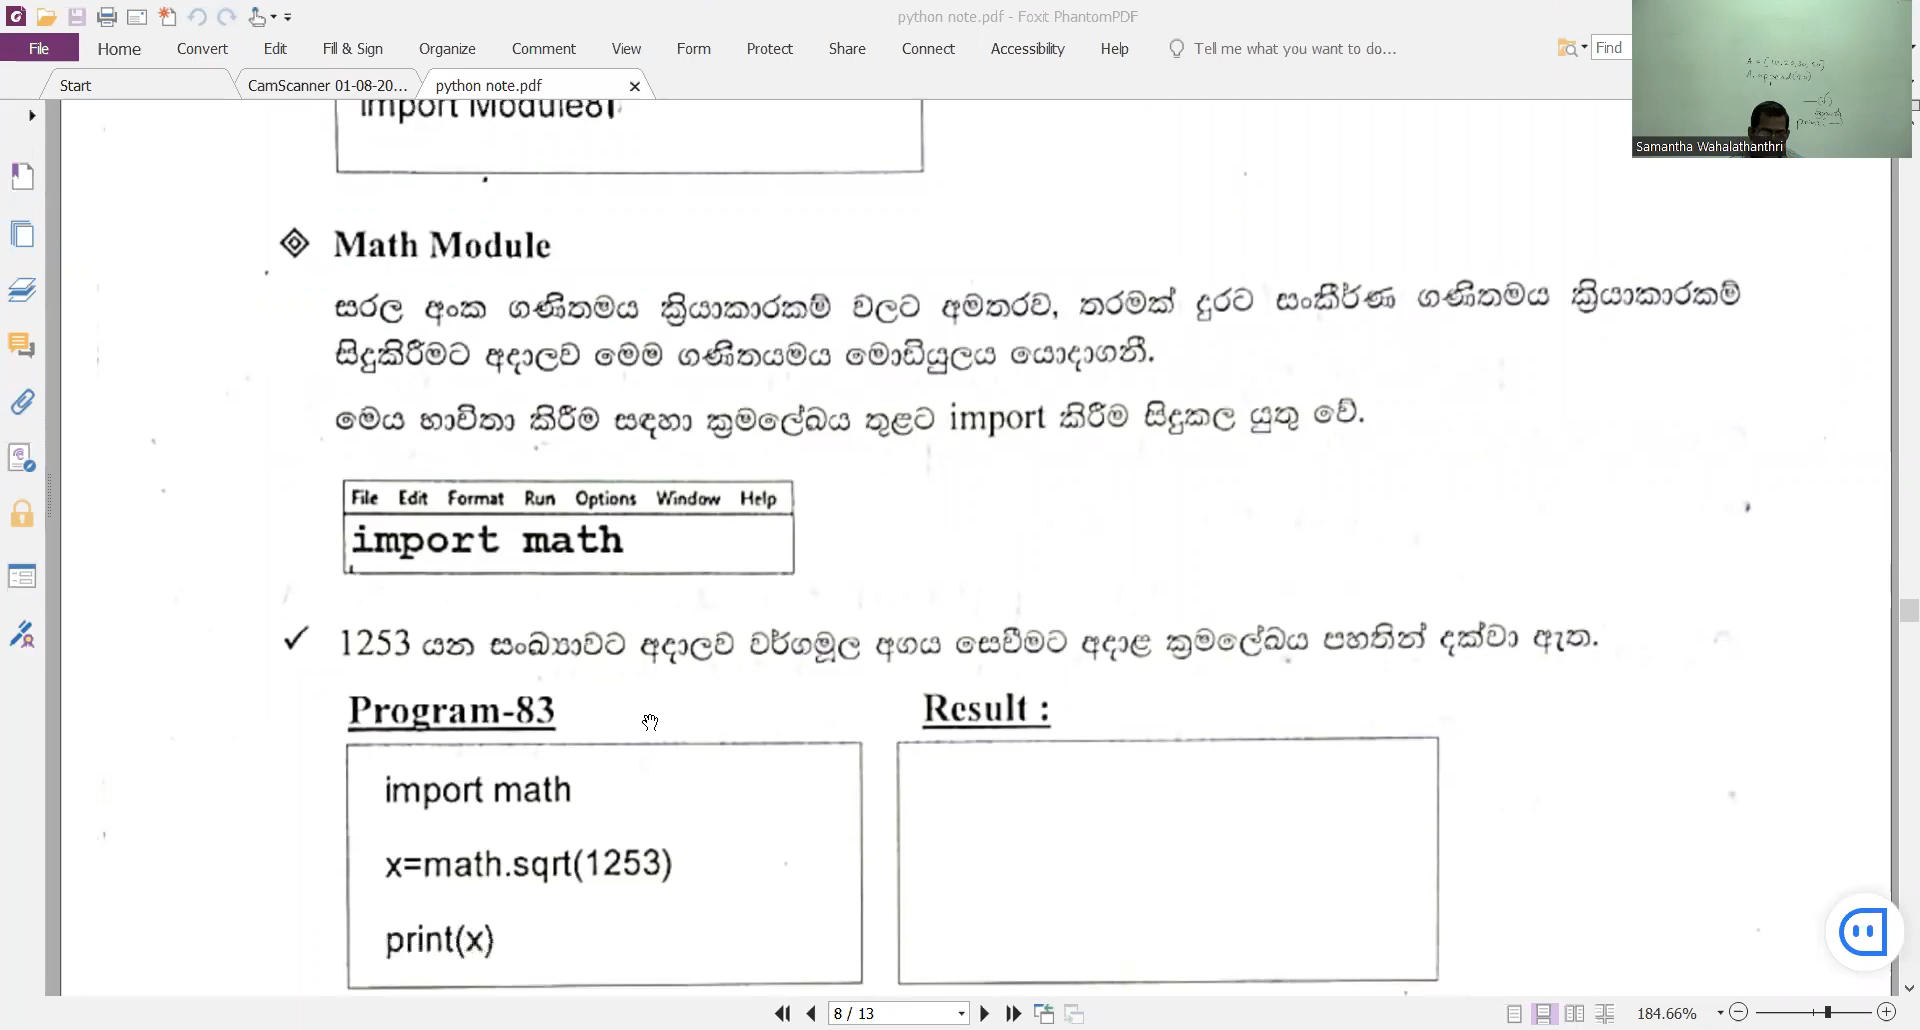 python note.pdf - Foxit PhantomPDF
File Home Convert Edit Fill & Sign Organize Comment View Form Protect Share Connect Accessibility Help Tell me what you want to do... Find
Start CamScanner 01-08-20... python note.pdf
import Module81
Samantha Wahalathanthri
Math Module
සරල අංක ගණිතමය ක්‍රියාකාරකම් වලට අමතරව, තරමක් දුරට සංකීර්ණ ගණිතමය ක්‍රියාකාරකම්
සිදුකිරීමට අදාලව මෙම ගණිතයමය මොඩියුලය යොදාගනී.
මෙය භාවිතා කිරීම සඳහා ක්‍රමලේඛය තුළට import කිරීම සිදුකල යුතු වේ.
File Edit Format Run Options Window Help
import math
1253 යන සංඛ්‍යාවට අදාලව වර්ගමූල අගය සෙවීමට අදාළ ක්‍රමලේඛය පහතින් දක්වා ඇත.
Program-83 Result :
import math
x=math.sqrt(1253)
print(x)
8 / 13 184.66%